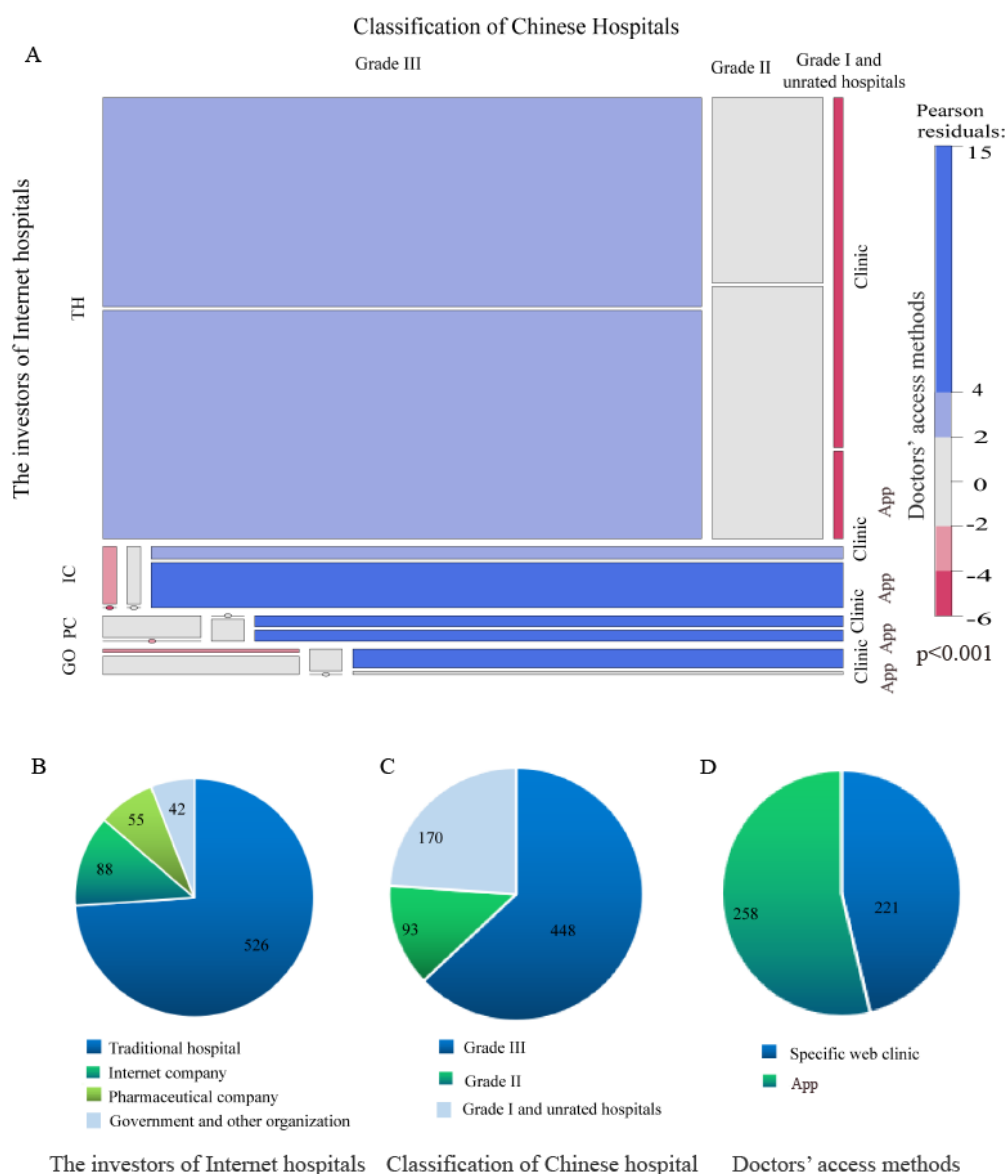 Classification of Chinese Hospitals
A
Grade III
Grade II
Grade I and
unrated hospitals
Pearson
residuals:
15
4
2
0
-2
-4
-6
p<0.001
Doctors' access methods
The investors of Internet hospitals
TH
IC
PC
GO
Clinic
App
Clinic
App
Clinic
App
Clinic
App
B
42
55
88
526
Traditional hospital
Internet company
Pharmaceutical company
Government and other organization
The investors of Internet hospitals
C
170
93
448
Grade III
Grade II
Grade I and unrated hospitals
Classification of Chinese hospital
D
258
221
Specific web clinic
App
Doctors' access methods